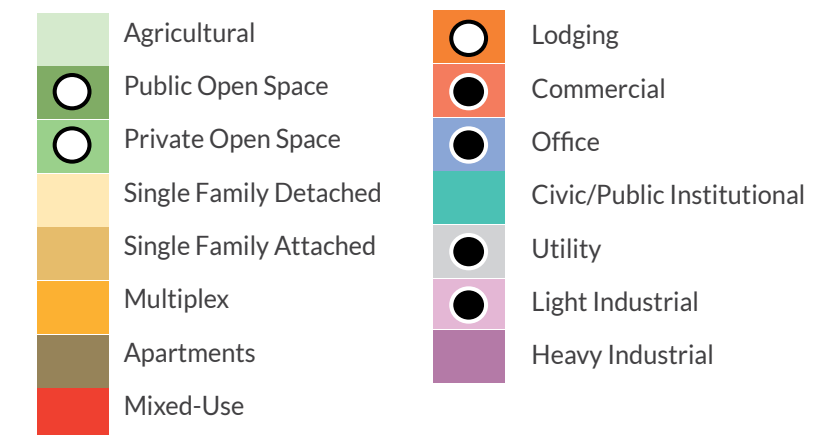 Agricultural
Public Open Space
Private Open Space
Single Family Detached
Single Family Attached
Multiplex
Apartments
Mixed-Use
Lodging
Commercial
Office
Civic/Public Institutional
Utility
Light Industrial
Heavy Industrial